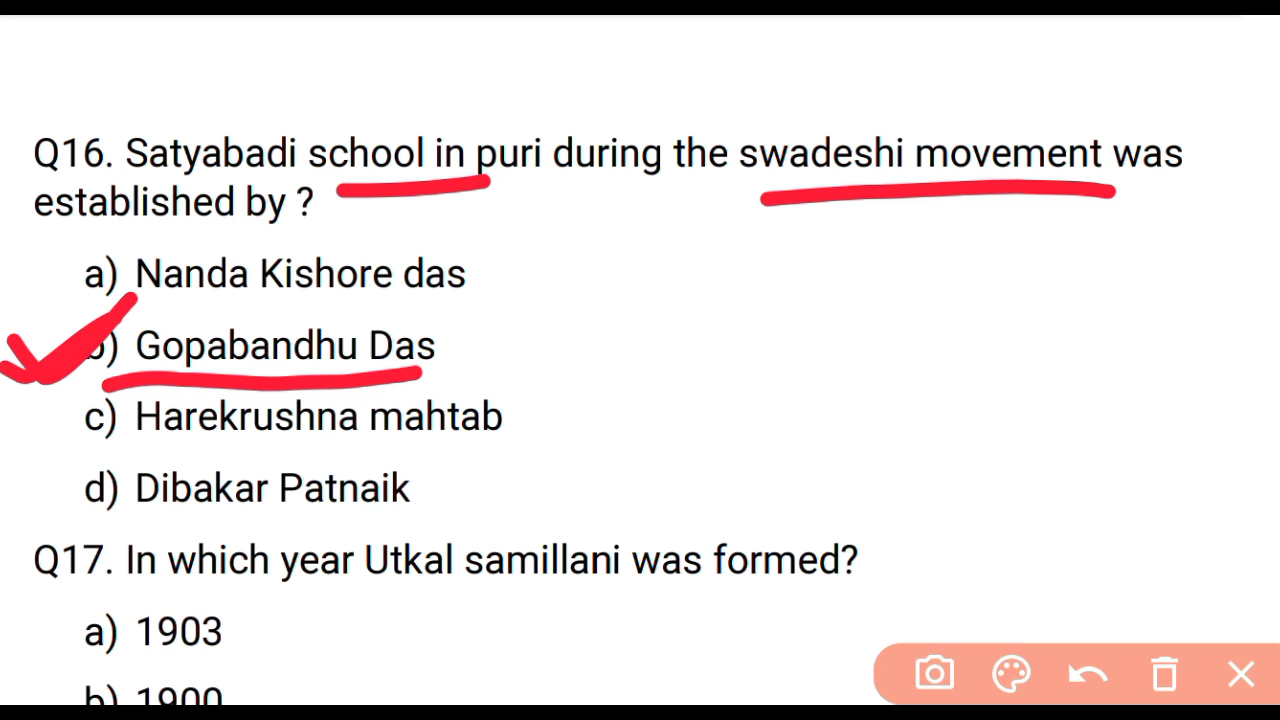 Q16. Satyabadi school in puri during the swadeshi movement was
established by ?
a) Nanda Kishore das
b) Gopabandhu Das
c) Harekrushna mahtab
d) Dibakar Patnaik
Q17. In which year Utkal samillani was formed?
a) 1903
b) 1900